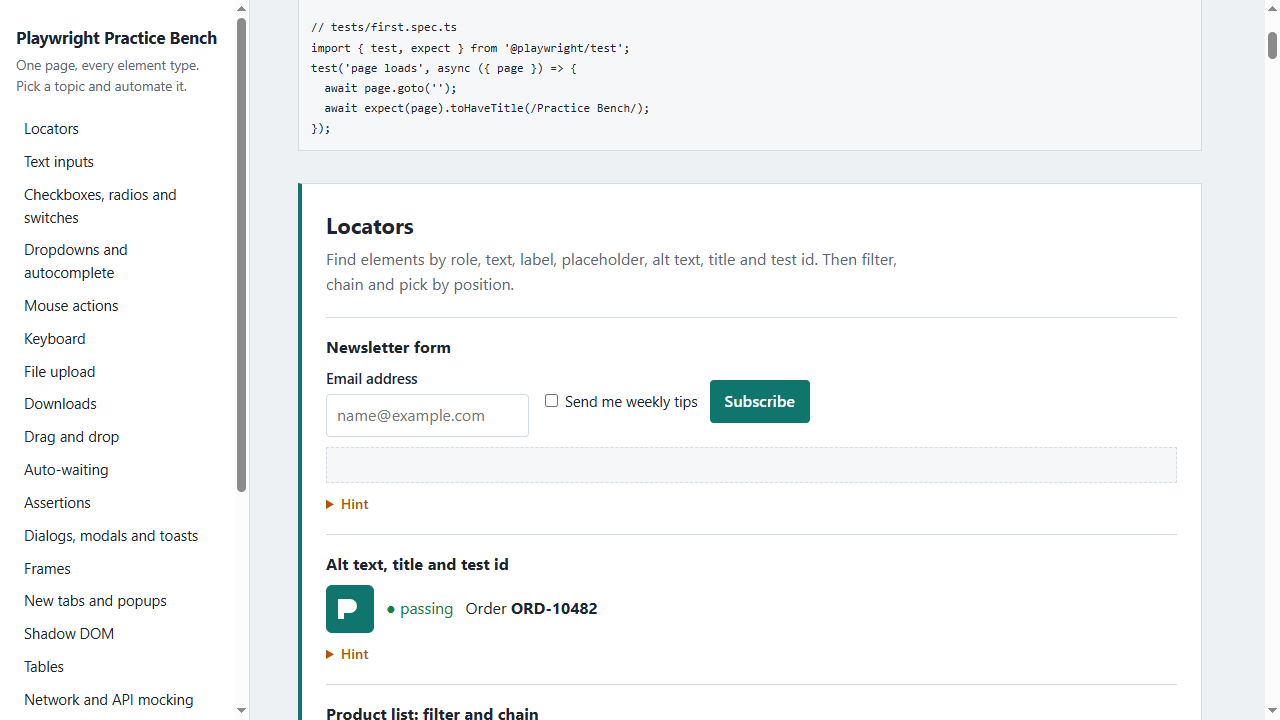 Playwright Practice Bench
One page, every element type.
Pick a topic and automate it.
Locators
Text inputs
Checkboxes, radios and
switches
Dropdowns and
autocomplete
Mouse actions
Keyboard
File upload
Downloads
Drag and drop
Auto-waiting
Assertions
Dialogs, modals and toasts
Frames
New tabs and popups
Shadow DOM
Tables
Network and API mocking
// tests/first.spec.ts
import { test, expect } from '@playwright/test';
test('page loads', async ({ page }) => {
  await page.goto('');
  await expect(page).toHaveTitle(/Practice Bench/);
});
Locators
Find elements by role, text, label, placeholder, alt text, title and test id. Then filter,
chain and pick by position.
Newsletter form
Email address
name@example.com
Send me weekly tips
Subscribe
Hint
Alt text, title and test id
P ● passing Order ORD-10482
Hint
Product list: filter and chain